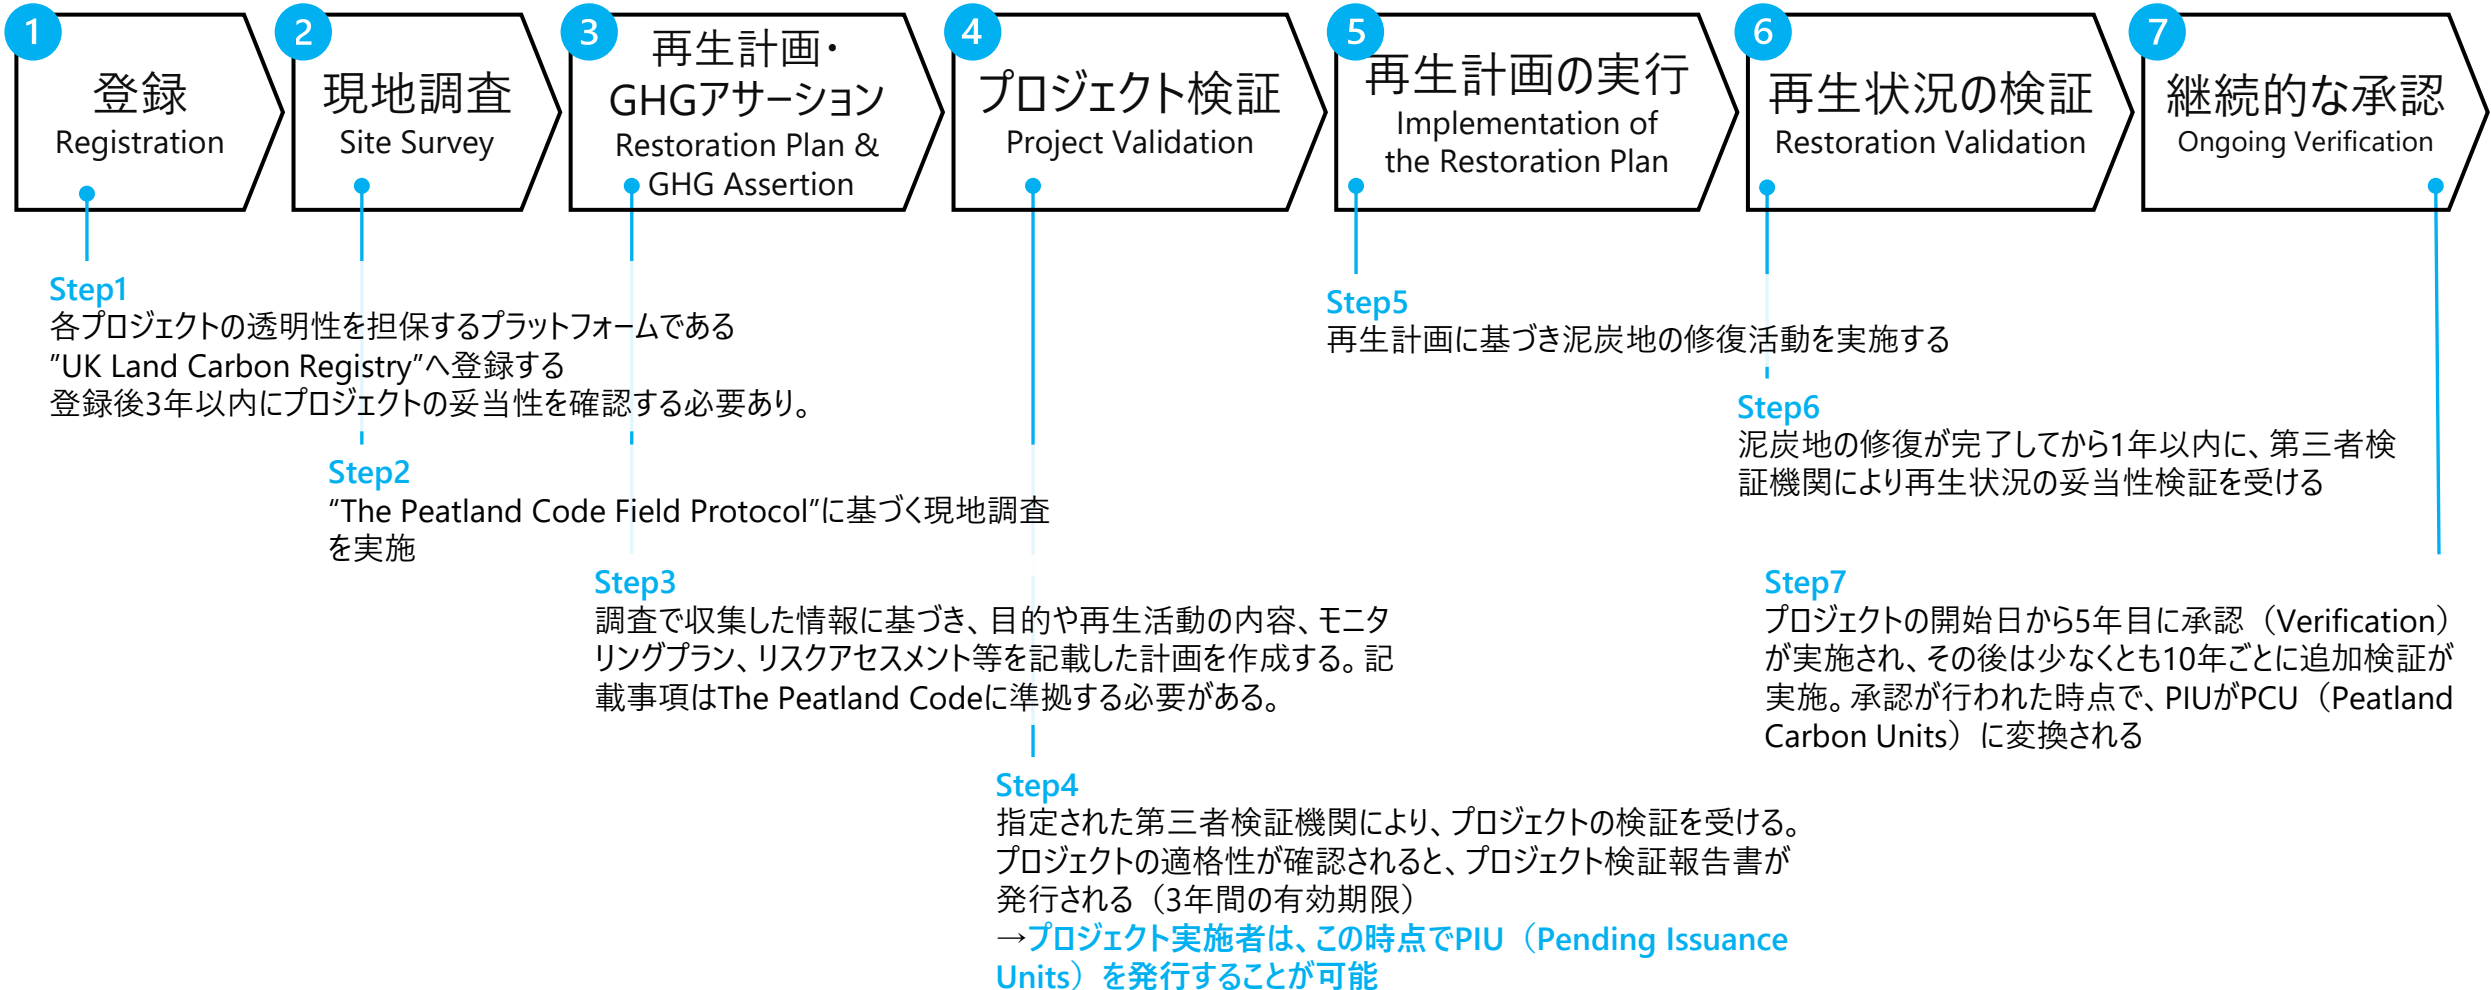 1
登録
Registration
2
現地調査
Site Survey
3
再生計画・
GHGアサーション
Restoration Plan &
GHG Assertion
4
プロジェクト検証
Project Validation
5
再生計画の実行
Implementation of
the Restoration Plan
6
再生状況の検証
Restoration Validation
7
継続的な承認
Ongoing Verification
Step1
各プロジェクトの透明性を担保するプラットフォームである
”UK Land Carbon Registry”へ登録する
登録後3年以内にプロジェクトの妥当性を確認する必要あり。
Step2
“The Peatland Code Field Protocol”に基づく現地調査
を実施
Step3
調査で収集した情報に基づき、目的や再生活動の内容、モニタ
リングプラン、リスクアセスメント等を記載した計画を作成する。記
載事項はThe Peatland Codeに準拠する必要がある。
Step4
指定された第三者検証機関により、プロジェクトの検証を受ける。
プロジェクトの適格性が確認されると、プロジェクト検証報告書が
発行される（3年間の有効期限）
→プロジェクト実施者は、この時点でPIU（Pending Issuance
Units）を発行することが可能
Step5
再生計画に基づき泥炭地の修復活動を実施する
Step6
泥炭地の修復が完了してから1年以内に、第三者検
証機関により再生状況の妥当性検証を受ける
Step7
プロジェクトの開始日から5年目に承認（Verification）
が実施され、その後は少なくとも10年ごとに追加検証が
実施。承認が行われた時点で、PIUがPCU（Peatland
Carbon Units）に変換される